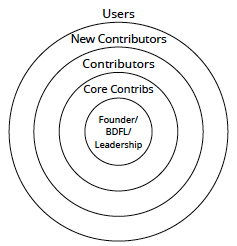 Users
New Contributors
Contributors
Core Contribs
Founder/
BDFL/
Leadership